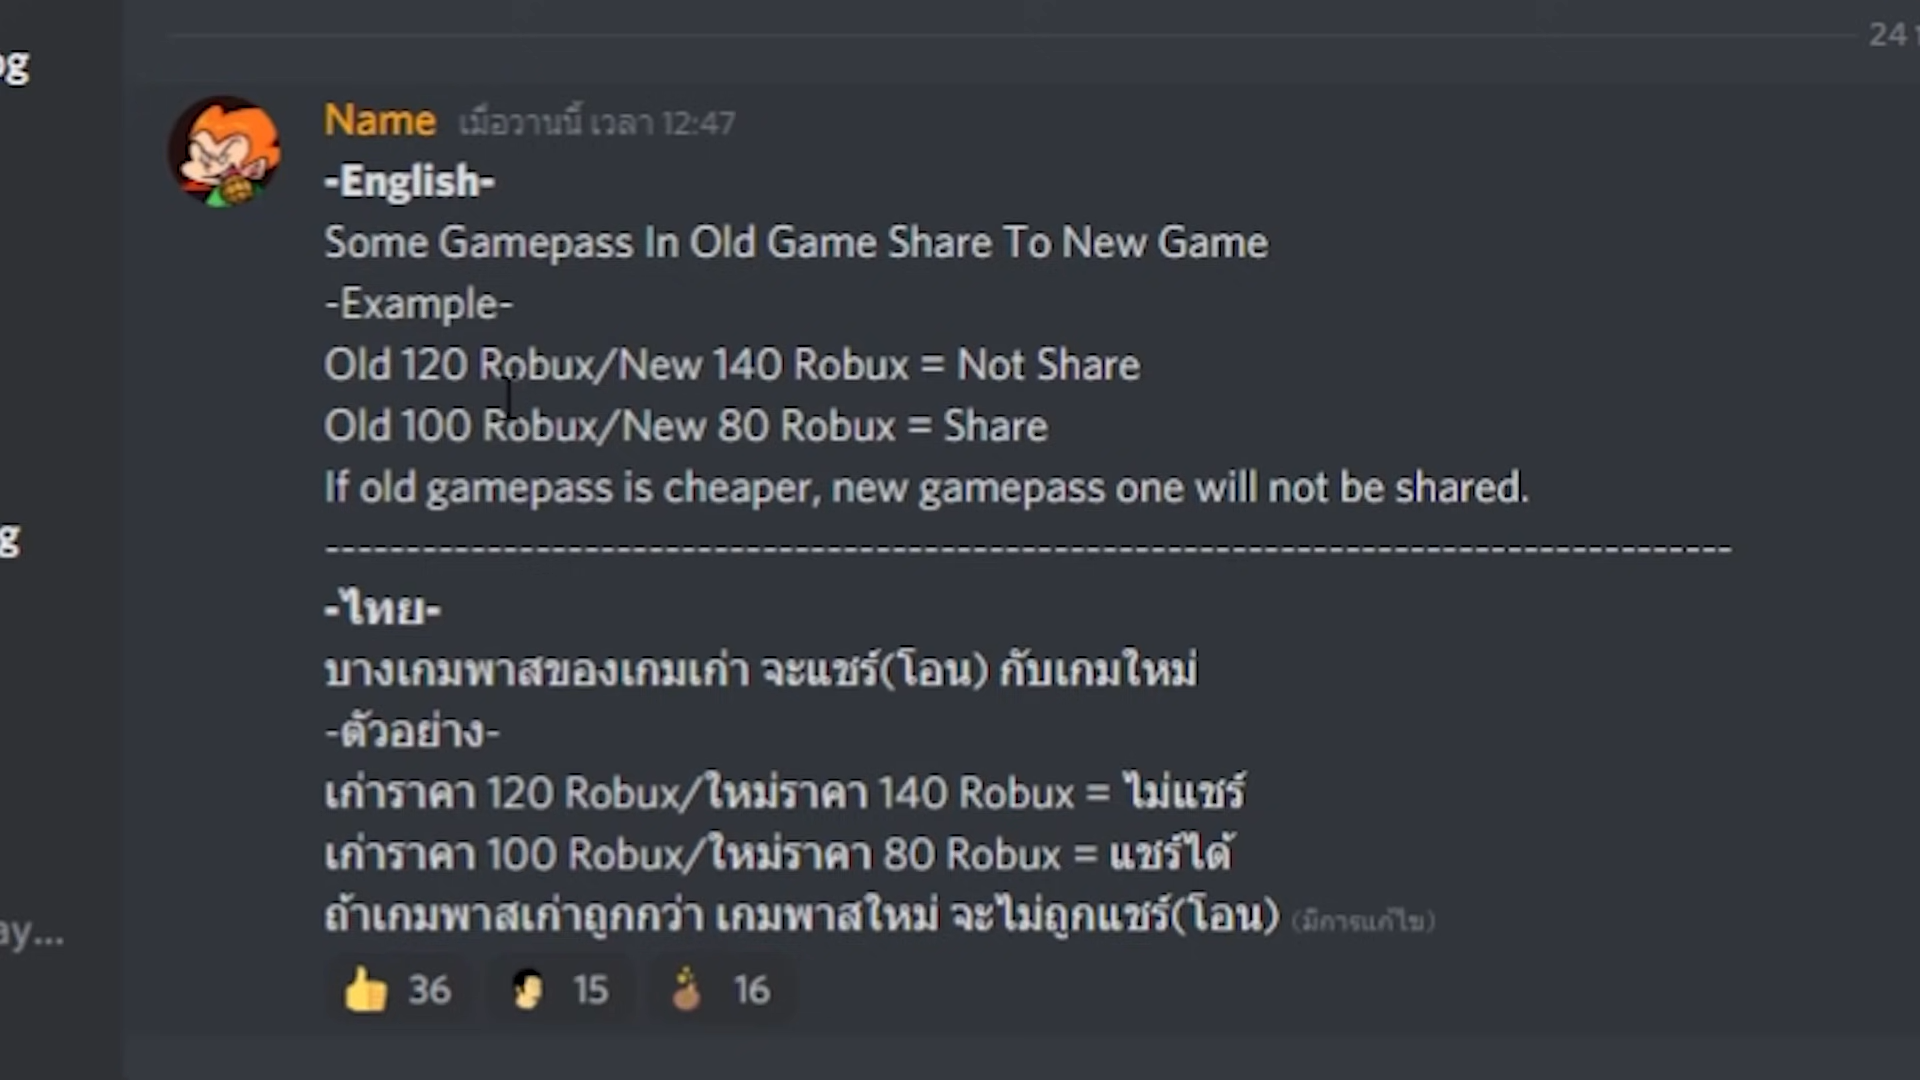 24
Name เมื่อวานนี้ เวลา 12:47
-English-
Some Gamepass In Old Game Share To New Game
-Example-
Old 120 Robux/New 140 Robux = Not Share
Old 100 Robux/New 80 Robux = Share
If old gamepass is cheaper, new gamepass one will not be shared.
-ไทย-
บางเกมพาสของเกมเก่า จะแชร์(โอน) กับเกมใหม่
-ตัวอย่าง-
เก่าราคา 120 Robux/ใหม่ราคา 140 Robux = ไม่แชร์
เก่าราคา 100 Robux/ใหม่ราคา 80 Robux = แชร์ได้
ถ้าเกมพาสเก่าถูกกว่า เกมพาสใหม่ จะไม่ถูกแชร์(โอน) (มีการแก้ไข)
36 15 16